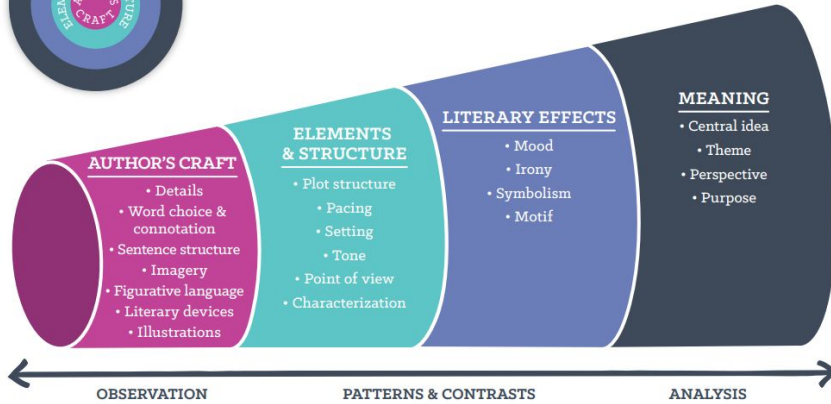 CRAFT
AUTHOR'S CRAFT
• Details
• Word choice &
connotation
• Sentence structure
• Imagery
• Figurative language
• Literary devices
• Illustrations
ELEMENTS
& STRUCTURE
• Plot structure
• Pacing
• Setting
• Tone
• Point of view
• Characterization
LITERARY EFFECTS
• Mood
• Irony
• Symbolism
• Motif
MEANING
• Central idea
• Theme
• Perspective
• Purpose
OBSERVATION
PATTERNS & CONTRASTS
ANALYSIS